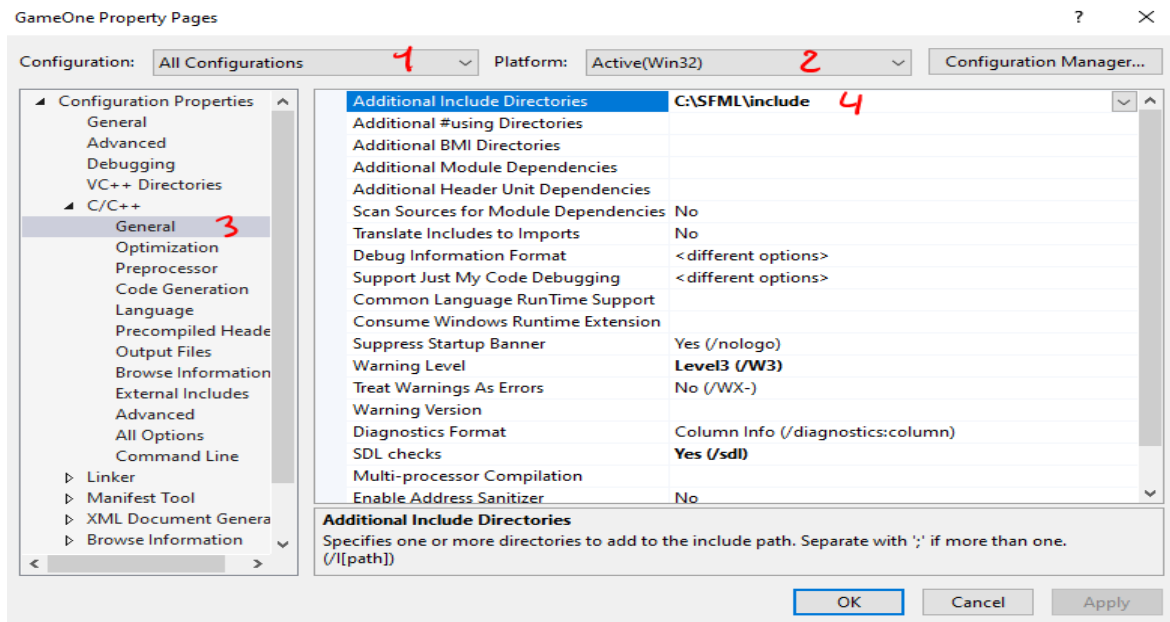 GameOne Property Pages ? ×
Configuration: All Configurations 1 Platform: Active(Win32) 2 Configuration Manager...
Configuration Properties
General
Advanced
Debugging
VC++ Directories
C/C++
General 3
Optimization
Preprocessor
Code Generation
Language
Precompiled Heade
Output Files
Browse Information
External Includes
Advanced
All Options
Command Line
Linker
Manifest Tool
XML Document Genera
Browse Information
Additional Include Directories C:\SFML\include 4
Additional #using Directories
Additional BMI Directories
Additional Module Dependencies
Additional Header Unit Dependencies
Scan Sources for Module Dependencies No
Translate Includes to Imports No
Debug Information Format <different options>
Support Just My Code Debugging <different options>
Common Language RunTime Support
Consume Windows Runtime Extension
Suppress Startup Banner Yes (/nologo)
Warning Level Level3 (/W3)
Treat Warnings As Errors No (/WX-)
Warning Version
Diagnostics Format Column Info (/diagnostics:column)
SDL checks Yes (/sdl)
Multi-processor Compilation
Enable Address Sanitizer No
Additional Include Directories
Specifies one or more directories to add to the include path. Separate with ';' if more than one.
(/I[path])
OK Cancel Apply